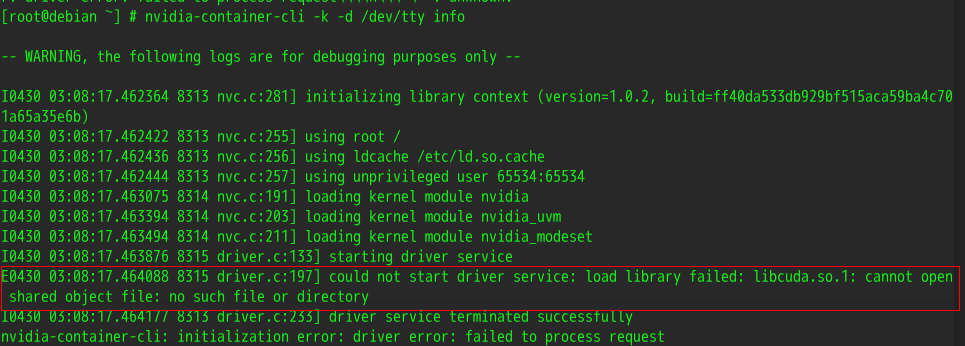 [root@debian ~] # nvidia-container-cli -k -d /dev/tty info
-- WARNING, the following logs are for debugging purposes only --
I0430 03:08:17.462364 8313 nvc.c:281] initializing library context (version=1.0.2, build=ff40da533db929bf515aca59ba4c70
1a65a35e6b)
I0430 03:08:17.462422 8313 nvc.c:255] using root /
I0430 03:08:17.462436 8313 nvc.c:256] using ldcache /etc/ld.so.cache
I0430 03:08:17.462444 8313 nvc.c:257] using unprivileged user 65534:65534
I0430 03:08:17.463075 8314 nvc.c:191] loading kernel module nvidia
I0430 03:08:17.463394 8314 nvc.c:203] loading kernel module nvidia_uvm
I0430 03:08:17.463494 8314 nvc.c:211] loading kernel module nvidia_modeset
I0430 03:08:17.463876 8315 driver.c:133] starting driver service
E0430 03:08:17.464088 8315 driver.c:197] could not start driver service: load library failed: libcuda.so.1: cannot open
shared object file: no such file or directory
I0430 03:08:17.464177 8313 driver.c:233] driver service terminated successfully
nvidia-container-cli: initialization error: driver error: failed to process request